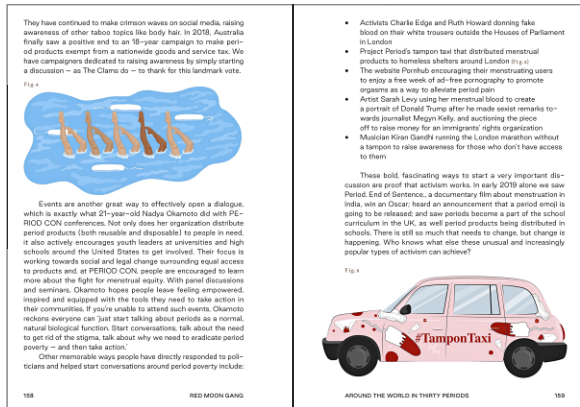 They have continued to make crimson waves on social media, raising
awareness of other taboo topics like body hair. In 2018, Australia
finally saw a positive end to an 18-year campaign to make peri-
od products exempt from a nationwide goods and service tax. We
have campaigners dedicated to raising awareness by simply starting
a discussion – as The Clams do – to thank for this landmark vote.
Fig.
Events are another great way to effectively open a dialogue,
which is exactly what 21-year-old Nadya Okamoto did with PE-
RIOD CON conferences. Not only does her organization distribute
period products (both reusable and disposable) to people in need,
it also actively encourages youth leaders at universities and high
schools around the United States to get involved. Their focus is
working towards social and legal change surrounding equal access
to products and, at PERIOD CON, people are encouraged to learn
more about the fight for menstrual equity. With panel discussions
and seminars, Okamoto hopes people leave feeling empowered,
inspired and equipped with the tools they need to take action in
their communities. If you're unable to attend such events, Okamoto
reckons everyone can 'just start talking about periods as a normal,
natural biological function. Start conversations, talk about the need
to get rid of the stigma, talk about why we need to eradicate period
poverty – and then take action.'
Other memorable ways people have directly responded to poli-
ticians and helped start conversations around period poverty include:
158
RED MOON GANG
• Activists Charlie Edge and Ruth Howard donning fake
blood on their white trousers outside the Houses of Parliament
in London
• Project Period's tampon taxi that distributed menstrual
products to homeless shelters around London (Fig.)
• The website Pornhub encouraging their menstruating users
to enjoy a free week of ad-free pornography to promote
orgasms as a way to alleviate period pain
• Artist Sarah Levy using her menstrual blood to create
a portrait of Donald Trump after he made sexist remarks to-
wards journalist Megyn Kelly, and auctioning the piece
off to raise money for an immigrants' rights organization
• Musician Kiran Gandhi running the London marathon without
a tampon to raise awareness for those who don't have access
to them
These bold, fascinating ways to start a very important dis-
cussion are proof that activism works. In early 2019 alone we saw
Period. End of Sentence., a documentary film about menstruation in
India, win an Oscar; heard an announcement that a period emoji is
going to be released; and saw periods become a part of the school
curriculum in the UK, as well period products being distributed in
schools. There is still so much that needs to change, but change is
happening. Who knows what else these unusual and increasingly
popular types of activism can achieve?
Fig.
#TamponTaxi
AROUND THE WORLD IN THIRTY PERIODS
159